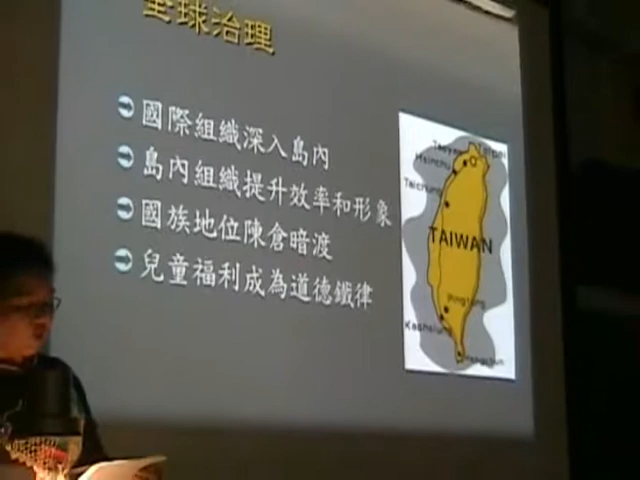 全球治理
國際組織深入島內
島內組織提升效率和形象
國族地位陳倉暗渡
兒童福利成為道德鐵律
Taipei
Hsinchu
Taichung
TAIWAN
Pingtung